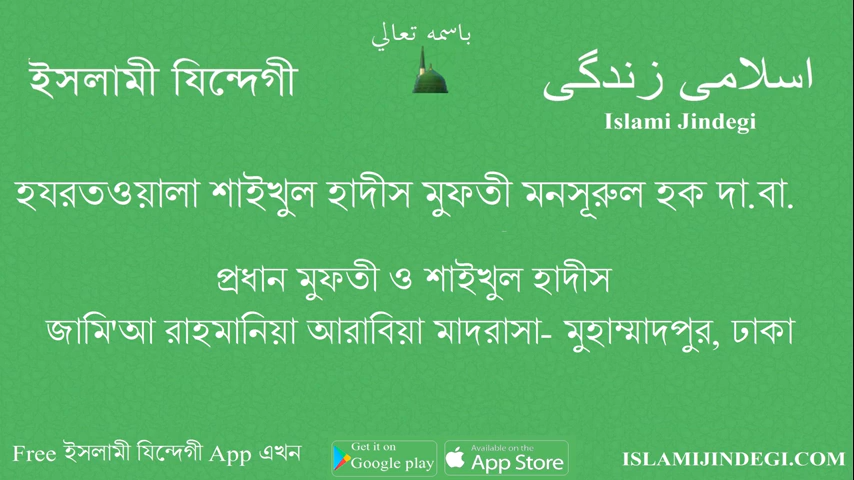 باسمه تعالي
ইসলামী যিন্দেগী
اسلامی زندگی
Islami Jindegi
হযরতওয়ালা শাইখুল হাদীস মুফতী মনসূরুল হক দা.বা.
প্রধান মুফতী ও শাইখুল হাদীস
জামি'আ রাহমানিয়া আরাবিয়া মাদরাসা- মুহাম্মাদপুর, ঢাকা
Free ইসলামী যিন্দেগী App এখন
Get it on
Google play
Available on the
App Store
ISLAMIJINDEGI.COM